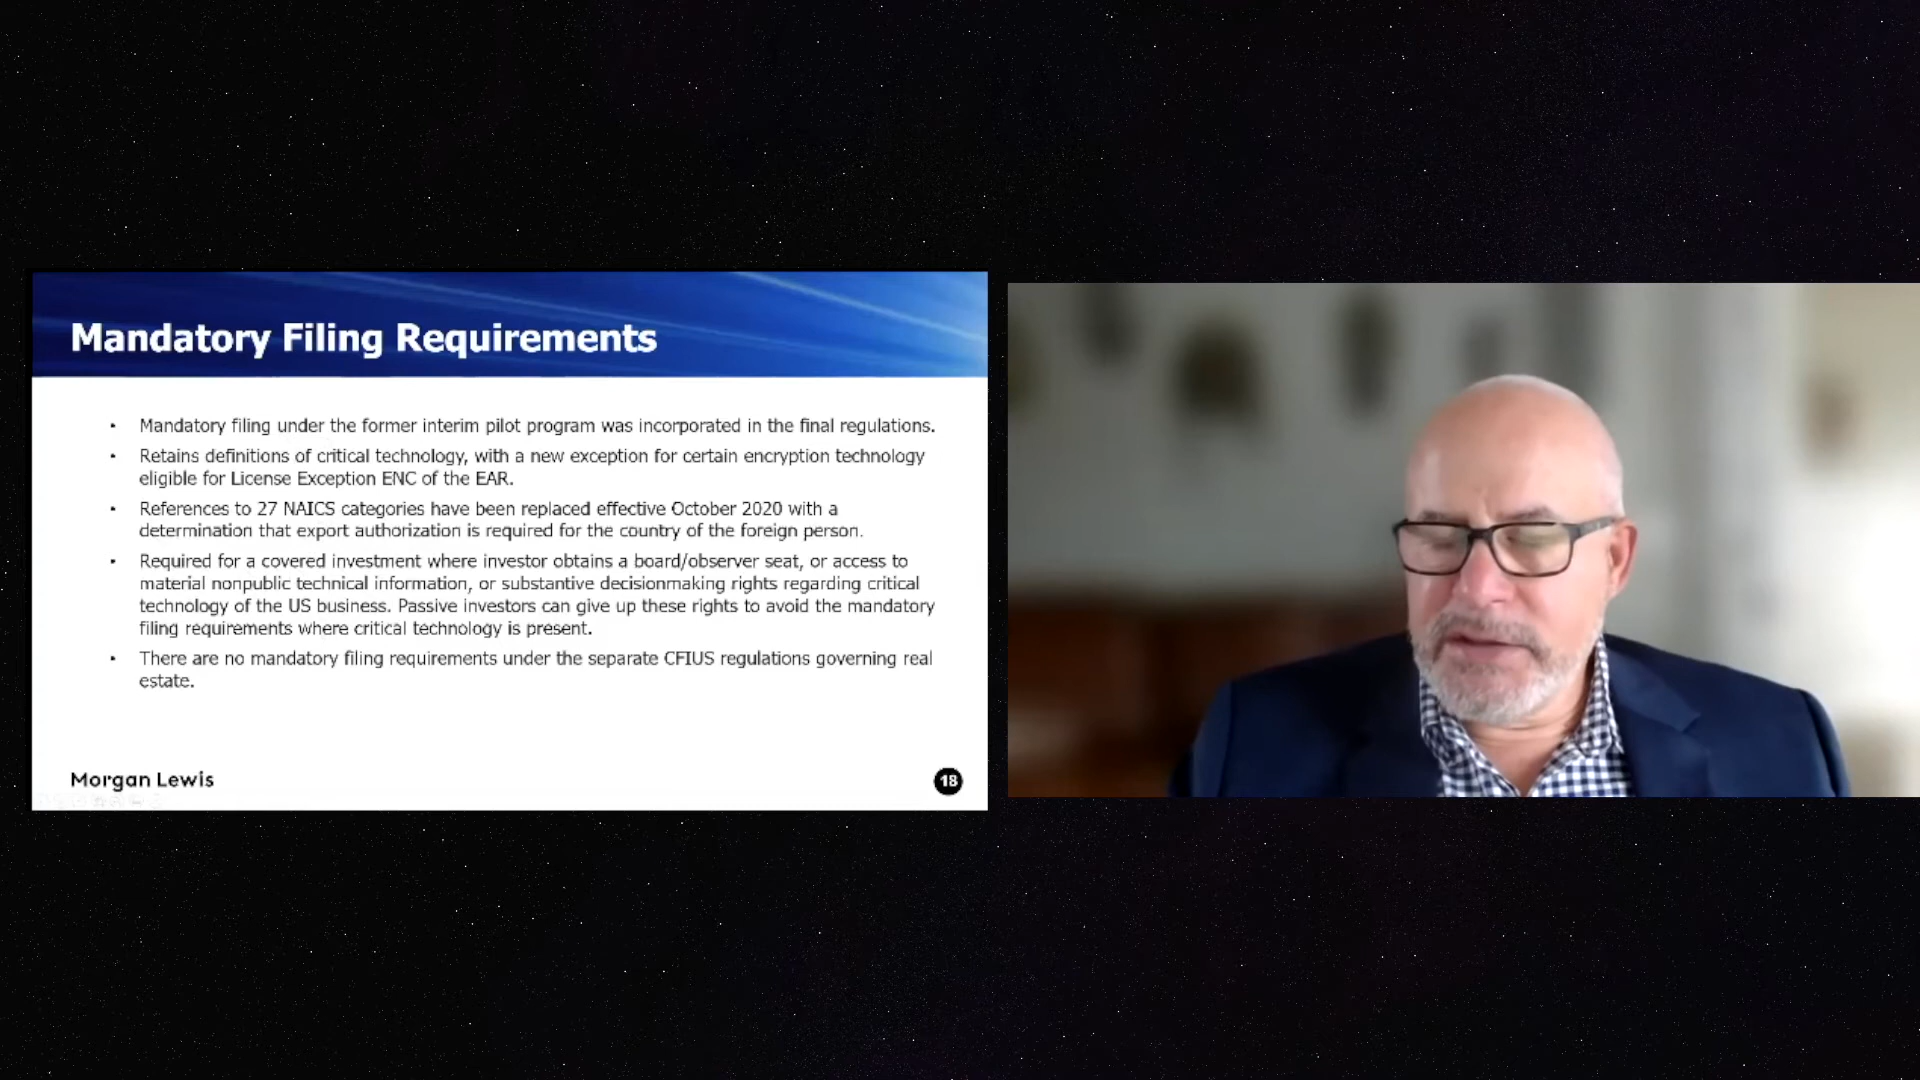 Mandatory Filing Requirements
• Mandatory filing under the former interim pilot program was incorporated in the final regulations.
• Retains definitions of critical technology, with a new exception for certain encryption technology
eligible for License Exception ENC of the EAR.
• References to 27 NAICS categories have been replaced effective October 2020 with a
determination that export authorization is required for the country of the foreign person.
• Required for a covered investment where investor obtains a board/observer seat, or access to
material nonpublic technical information, or substantive decisionmaking rights regarding critical
technology of the US business. Passive investors can give up these rights to avoid the mandatory
filing requirements where critical technology is present.
• There are no mandatory filing requirements under the separate CFIUS regulations governing real
estate.
Morgan Lewis
18